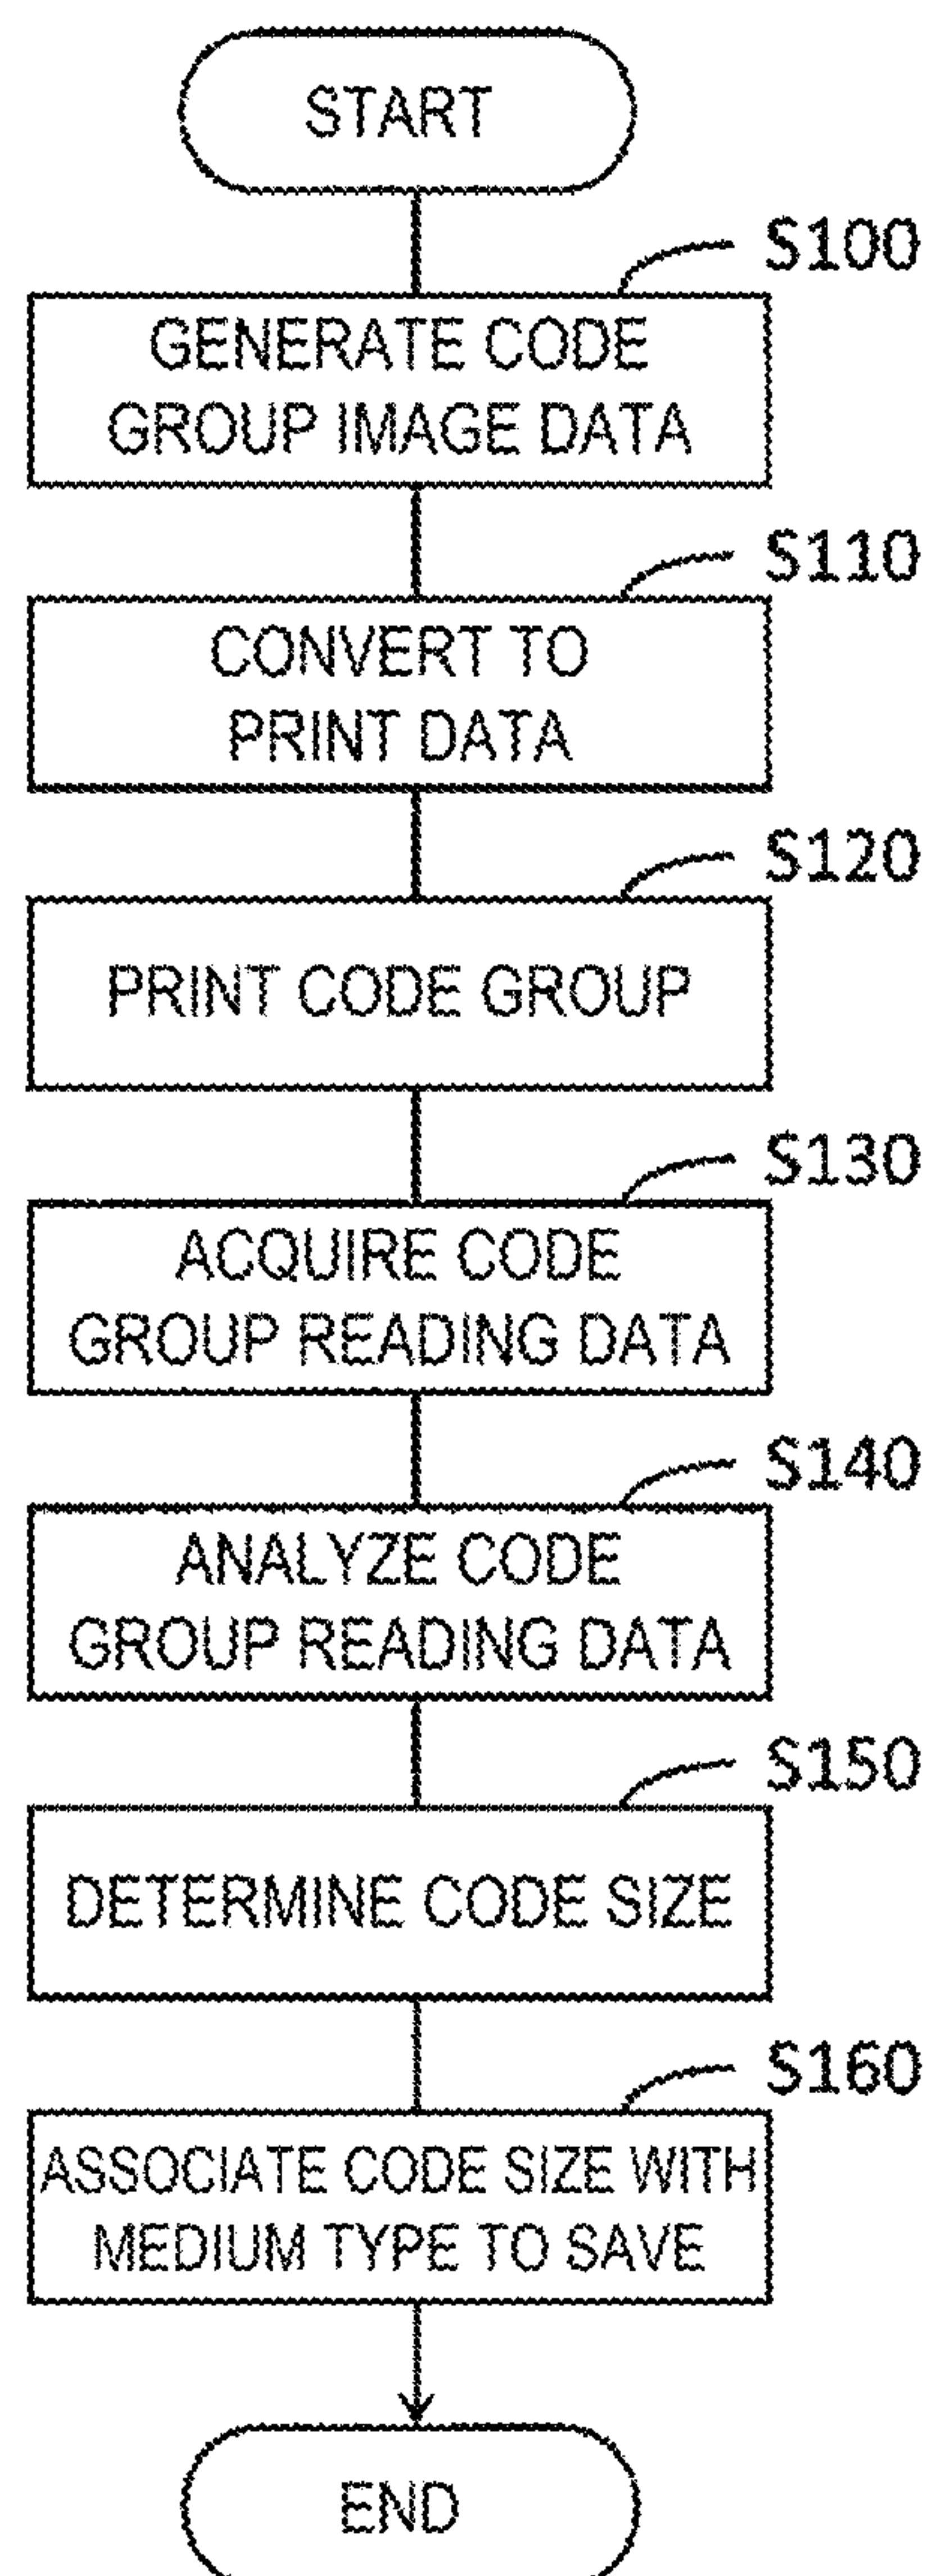 START
S100
GENERATE CODE
GROUP IMAGE DATA
S110
CONVERT TO
PRINT DATA
S120
PRINT CODE GROUP
S130
ACQUIRE CODE
GROUP READING DATA
S140
ANALYZE CODE
GROUP READING DATA
S150
DETERMINE CODE SIZE
S160
ASSOCIATE CODE SIZE WITH
MEDIUM TYPE TO SAVE
END